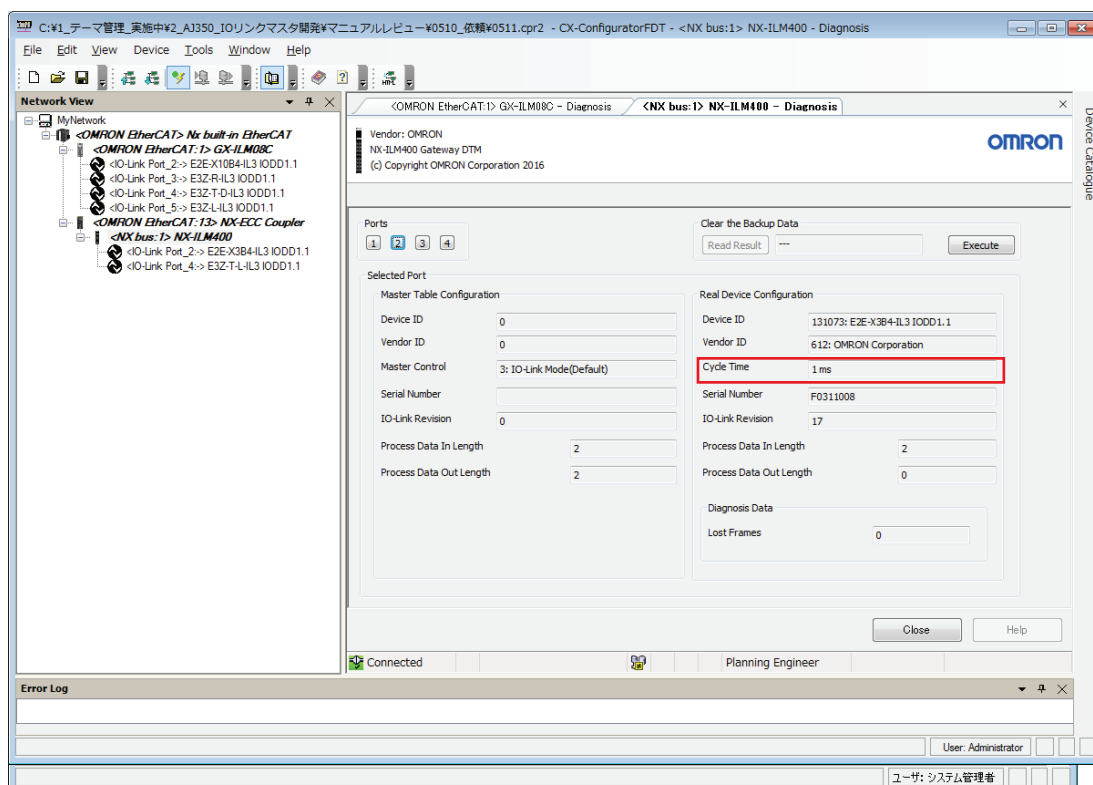 C:¥1_テーマ管理_実施中¥2_AJ350_IOリンクマスタ開発¥マニュアルレビュー¥0510_依頼¥0511.cpr2 - CX-ConfiguratorFDT - <NX bus:1> NX-ILM400 - Diagnosis
File Edit View Device Tools Window Help
Network View
MyNetwork
<OMRON EtherCAT> Nx built-in EtherCAT
<OMRON EtherCAT:1> GX-ILM08C
<IO-Link Port_2:-> E2E-X10B4-IL3 IODD1.1
<IO-Link Port_3:-> E3Z-R-IL3 IODD1.1
<IO-Link Port_4:-> E3Z-T-D-IL3 IODD1.1
<IO-Link Port_5:-> E3Z-L-IL3 IODD1.1
<OMRON EtherCAT:13> NX-ECC Coupler
<NX bus:1> NX-ILM400
<IO-Link Port_2:-> E2E-X3B4-IL3 IODD1.1
<IO-Link Port_4:-> E3Z-T-L-IL3 IODD1.1
<OMRON EtherCAT:1> GX-ILM08C - Diagnosis <NX bus:1> NX-ILM400 - Diagnosis
Vendor: OMRON
NX-ILM400 Gateway DTM
(c) Copyright OMRON Corporation 2016
OMRON
Device Catalogue
Ports
1 2 3 4
Clear the Backup Data
Read Result --- Execute
Selected Port
Master Table Configuration
Device ID 0
Vendor ID 0
Master Control 3: IO-Link Mode(Default)
Serial Number
IO-Link Revision 0
Process Data In Length 2
Process Data Out Length 2
Real Device Configuration
Device ID 131073: E2E-X3B4-IL3 IODD1.1
Vendor ID 612: OMRON Corporation
Cycle Time 1 ms
Serial Number F0311008
IO-Link Revision 17
Process Data In Length 2
Process Data Out Length 0
Diagnosis Data
Lost Frames 0
Close Help
Connected Planning Engineer
Error Log
User: Administrator
ユーザ: システム管理者